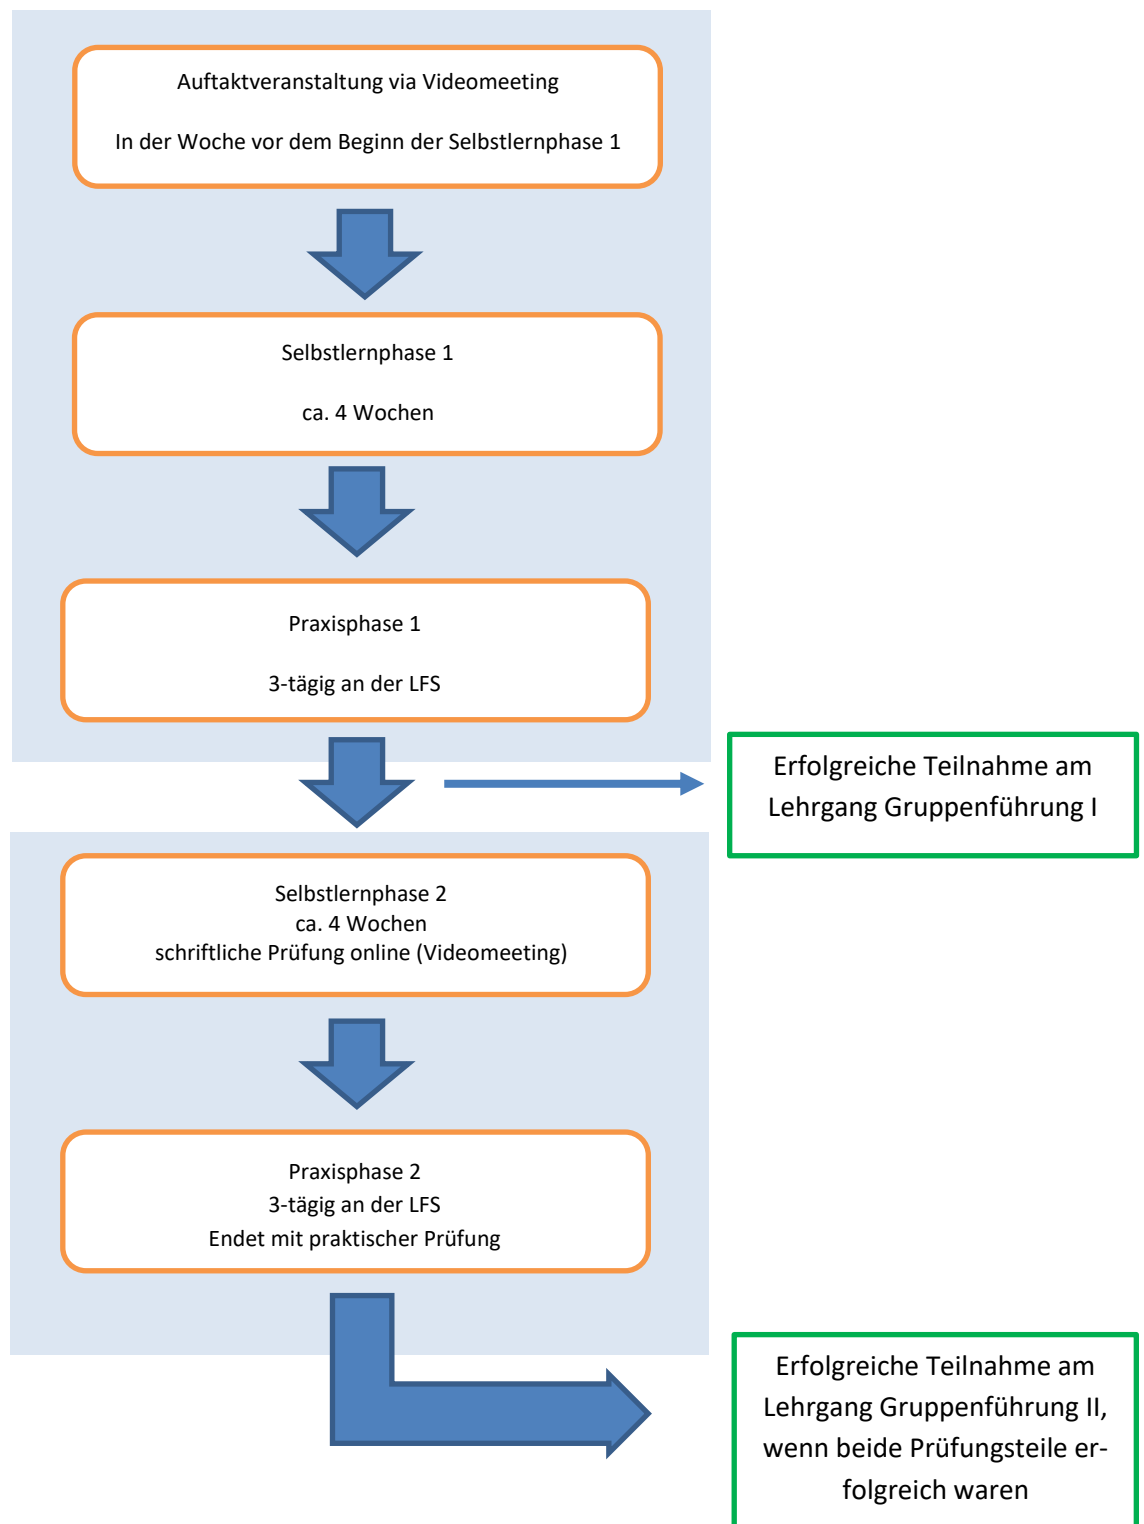 Auftaktveranstaltung via Videomeeting
In der Woche vor dem Beginn der Selbstlernphase 1
Selbstlernphase 1
ca. 4 Wochen
Praxisphase 1
3-tägig an der LFS
Erfolgreiche Teilnahme am
Lehrgang Gruppenführung I
Selbstlernphase 2
ca. 4 Wochen
schriftliche Prüfung online (Videomeeting)
Praxisphase 2
3-tägig an der LFS
Endet mit praktischer Prüfung
Erfolgreiche Teilnahme am
Lehrgang Gruppenführung II,
wenn beide Prüfungsteile er-
folgreich waren